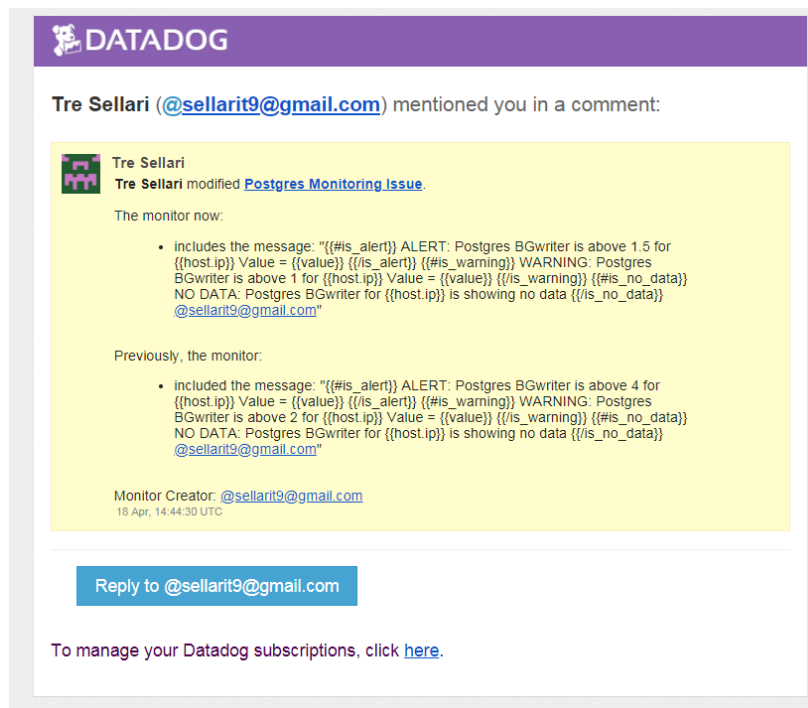 DATADOG
Tre Sellari (@sellarit9@gmail.com) mentioned you in a comment:
Tre Sellari
Tre Sellari modified Postgres Monitoring Issue.
The monitor now:
• includes the message: "{{#is_alert}} ALERT: Postgres BGwriter is above 1.5 for
{{host.ip}} Value = {{value}} {{/is_alert}} {{#is_warning}} WARNING: Postgres
BGwriter is above 1 for {{host.ip}} Value = {{value}} {{/is_warning}} {{#is_no_data}}
NO DATA: Postgres BGwriter for {{host.ip}} is showing no data {{/is_no_data}}
@sellarit9@gmail.com"
Previously, the monitor:
• included the message: "{{#is_alert}} ALERT: Postgres BGwriter is above 4 for
{{host.ip}} Value = {{value}} {{/is_alert}} {{#is_warning}} WARNING: Postgres
BGwriter is above 2 for {{host.ip}} Value = {{value}} {{/is_warning}} {{#is_no_data}}
NO DATA: Postgres BGwriter for {{host.ip}} is showing no data {{/is_no_data}}
@sellarit9@gmail.com"
Monitor Creator: @sellarit9@gmail.com
18 Apr, 14:44:30 UTC
Reply to @sellarit9@gmail.com
To manage your Datadog subscriptions, click here.